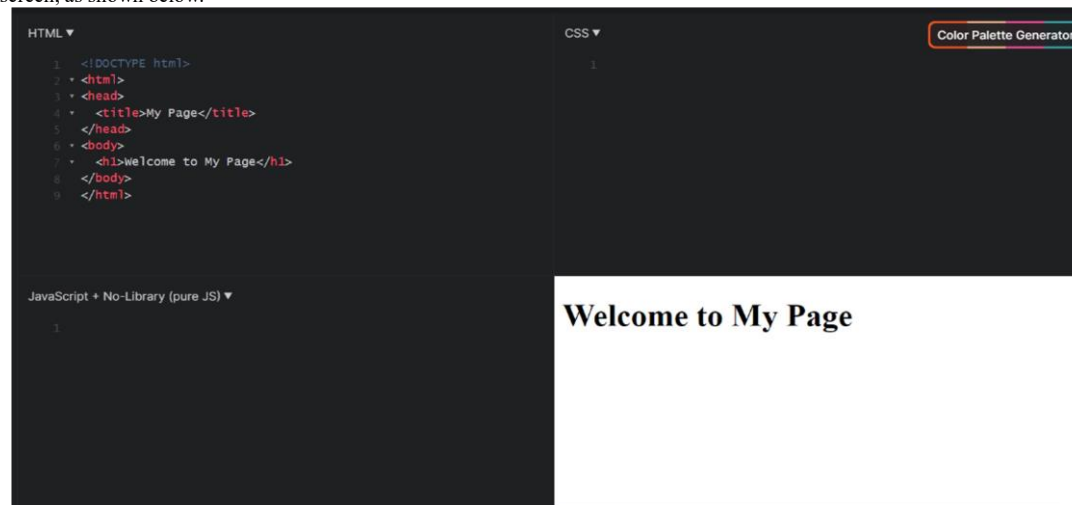 screen, as shown below.
HTML ▼
1 <!DOCTYPE html>
2 <html>
3 <head>
4 <title>My Page</title>
5 </head>
6 <body>
7 <h1>Welcome to My Page</h1>
8 </body>
9 </html>
CSS ▼
Color Palette Generator
1
JavaScript + No-Library (pure JS) ▼
1
Welcome to My Page